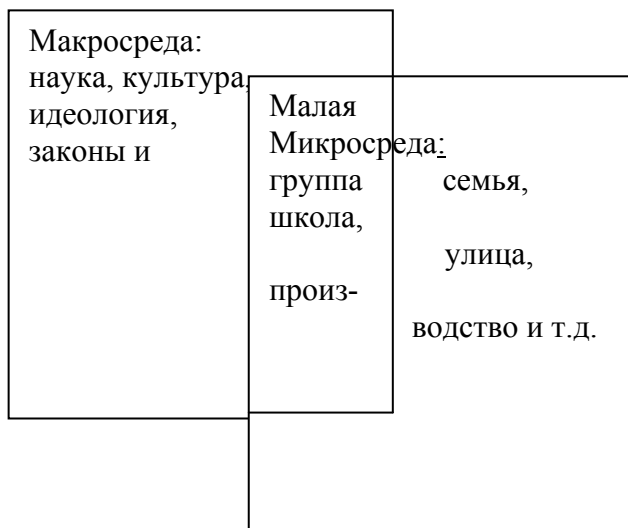 Макросреда:
наука, культура,
идеология,
законы и
Малая
Микросреда:
группа семья,
школа,
улица,
произ-
водство и т.д.